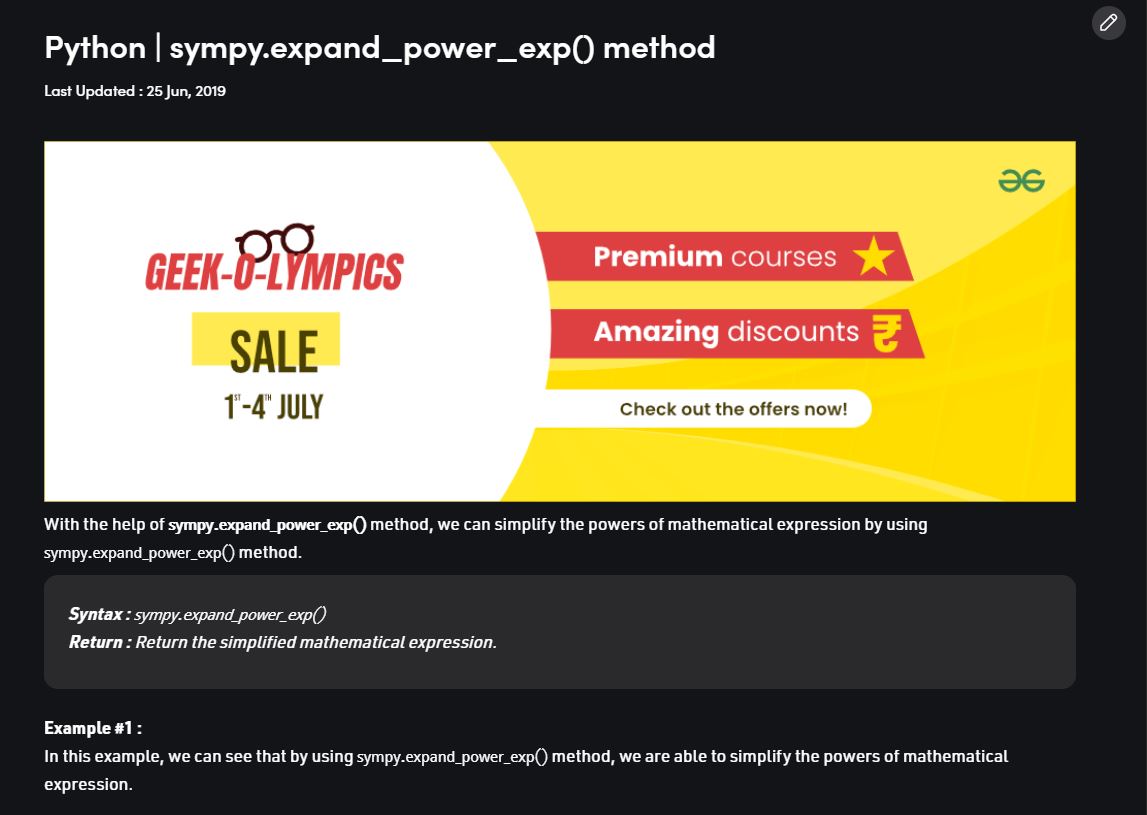 Python | sympy.expand_power_exp() method
Last Updated : 25 Jun, 2019
GEEK-O-LYMPICS
SALE
1ST-4TH JULY
Premium courses
Amazing discounts
Check out the offers now!
With the help of sympy.expand_power_exp() method, we can simplify the powers of mathematical expression by using
sympy.expand_power_exp() method.
Syntax : sympy.expand_power_exp()
Return : Return the simplified mathematical expression.
Example #1 :
In this example, we can see that by using sympy.expand_power_exp() method, we are able to simplify the powers of mathematical
expression.